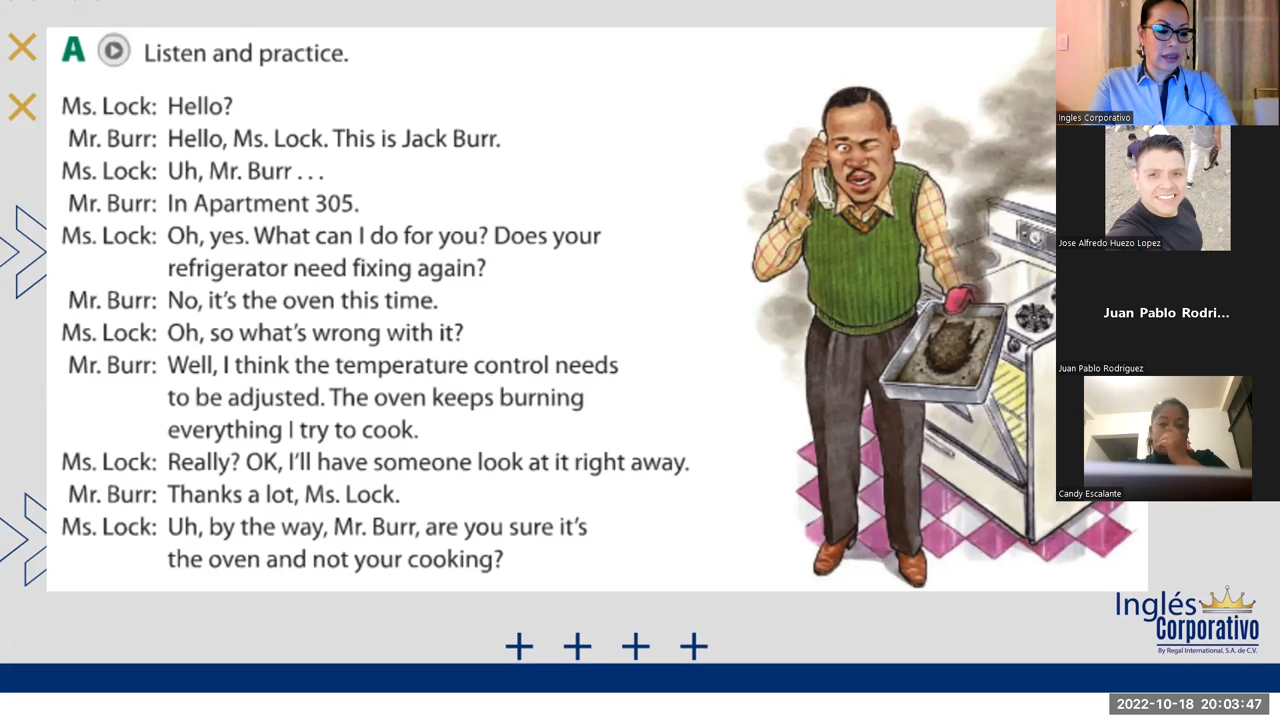 A Listen and practice.
Ms. Lock: Hello?
Mr. Burr: Hello, Ms. Lock. This is Jack Burr.
Ms. Lock: Uh, Mr. Burr . . .
Mr. Burr: In Apartment 305.
Ms. Lock: Oh, yes. What can I do for you? Does your
refrigerator need fixing again?
Mr. Burr: No, it's the oven this time.
Ms. Lock: Oh, so what's wrong with it?
Mr. Burr: Well, I think the temperature control needs
to be adjusted. The oven keeps burning
everything I try to cook.
Ms. Lock: Really? OK, I'll have someone look at it right away.
Mr. Burr: Thanks a lot, Ms. Lock.
Ms. Lock: Uh, by the way, Mr. Burr, are you sure it's
the oven and not your cooking?
Ingles Corporativo
Jose Alfredo Huezo Lopez
Juan Pablo Rodri...
Juan Pablo Rodriguez
Candy Escalante
Inglés
Corporativo
By Regal International, S.A. de C.V.
2022-10-18 20:03:47